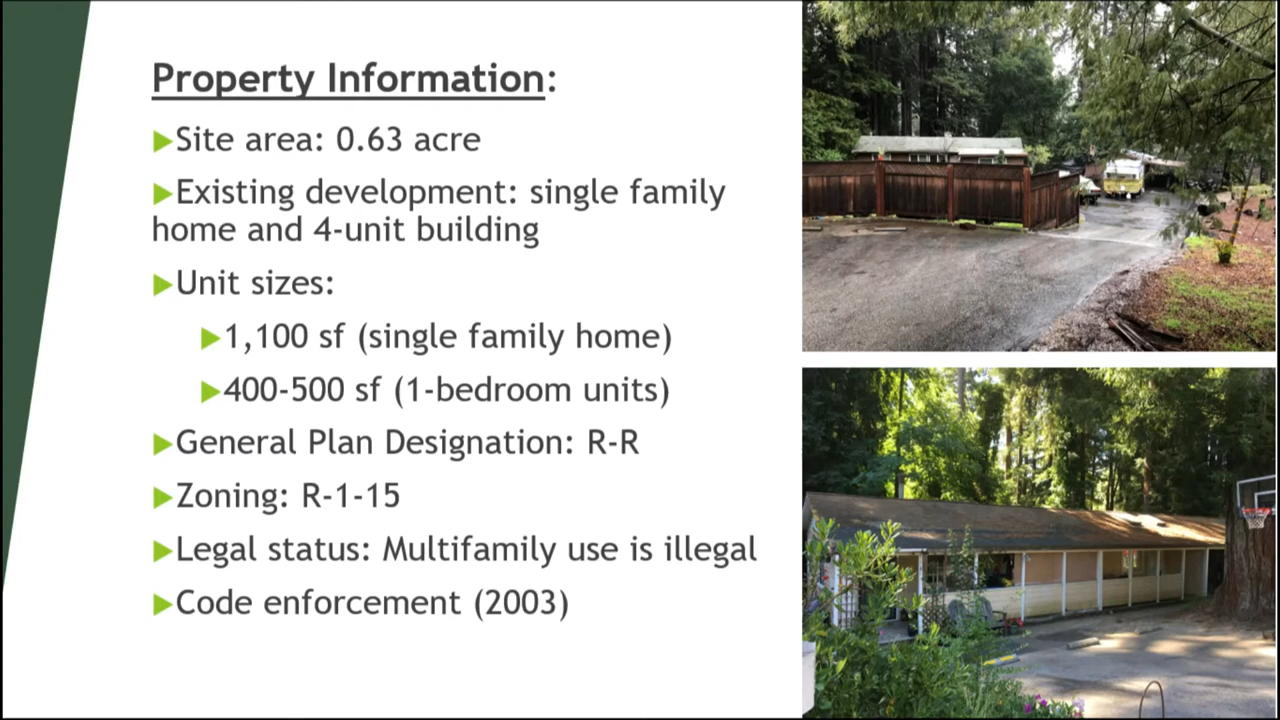 Property Information:
Site area: 0.63 acre
Existing development: single family
home and 4-unit building
Unit sizes:
1,100 sf (single family home)
400-500 sf (1-bedroom units)
General Plan Designation: R-R
Zoning: R-1-15
Legal status: Multifamily use is illegal
Code enforcement (2003)